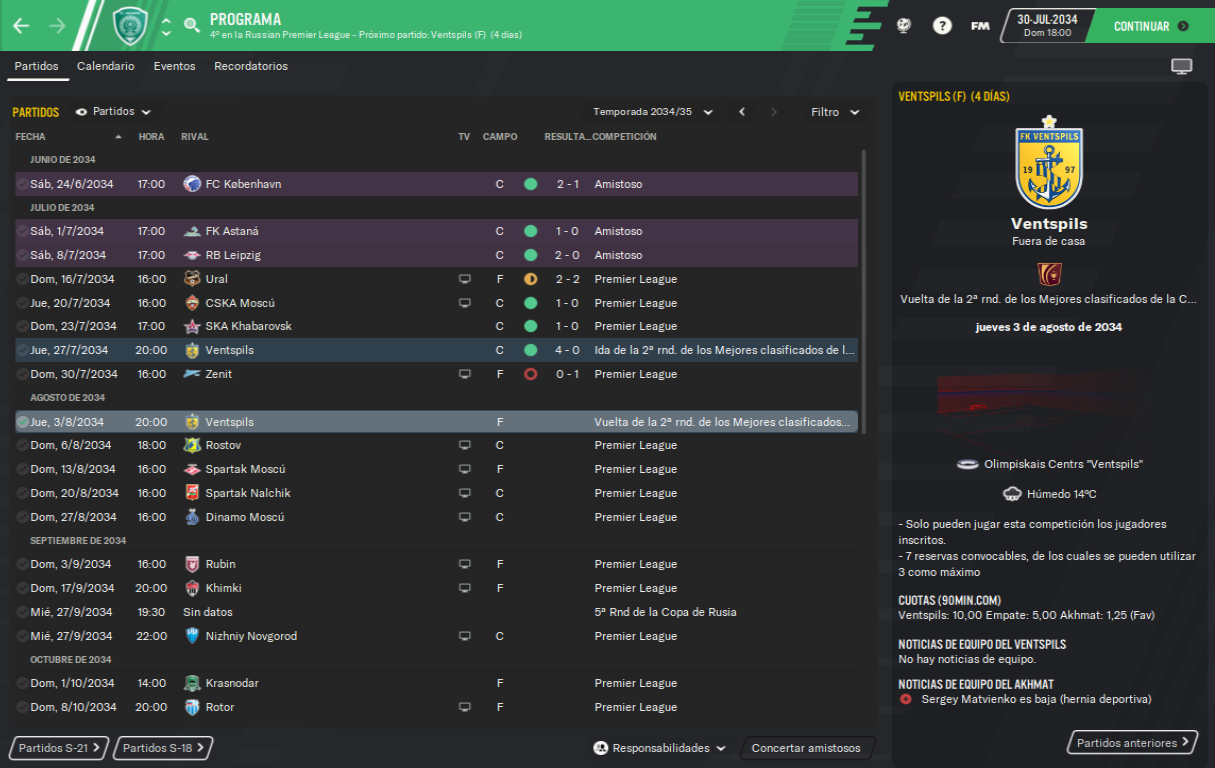 PROGRAMA
4º en la Russian Premier League - Próximo partido: Ventspils (F) (4 días)
FM
30-JUL-2034
Dom 18:00
CONTINUAR
Partidos Calendario Eventos Recordatorios
PARTIDOS Partidos Temporada 2034/35 Filtro
FECHA HORA RIVAL TV CAMPO RESULTA... COMPETICIÓN
JUNIO DE 2034
Sáb, 24/6/2034 17:00 FC København C 2 - 1 Amistoso
JULIO DE 2034
Sáb, 1/7/2034 17:00 FK Astaná C 1 - 0 Amistoso
Sáb, 8/7/2034 17:00 RB Leipzig C 2 - 0 Amistoso
Dom, 16/7/2034 16:00 Ural F 2 - 2 Premier League
Jue, 20/7/2034 16:00 CSKA Moscú C 1 - 0 Premier League
Dom, 23/7/2034 17:00 SKA Khabarovsk C 1 - 0 Premier League
Jue, 27/7/2034 20:00 Ventspils C 4 - 0 Ida de la 2ª rnd. de los Mejores clasificados de l...
Dom, 30/7/2034 16:00 Zenit F 0 - 1 Premier League
AGOSTO DE 2034
Jue, 3/8/2034 20:00 Ventspils F Vuelta de la 2ª rnd. de los Mejores clasificados...
Dom, 6/8/2034 18:00 Rostov C Premier League
Dom, 13/8/2034 16:00 Spartak Moscú F Premier League
Dom, 20/8/2034 16:00 Spartak Nalchik C Premier League
Dom, 27/8/2034 16:00 Dinamo Moscú C Premier League
SEPTIEMBRE DE 2034
Dom, 3/9/2034 16:00 Rubin F Premier League
Dom, 17/9/2034 20:00 Khimki F Premier League
Mié, 27/9/2034 19:30 Sin datos 5ª Rnd de la Copa de Rusia
Mié, 27/9/2034 22:00 Nizhniy Novgorod C Premier League
OCTUBRE DE 2034
Dom, 1/10/2034 14:00 Krasnodar F Premier League
Dom, 8/10/2034 20:00 Rotor F Premier League
Partidos S-21 Partidos S-18 Responsabilidades Concertar amistosos
VENTSPILS (F) (4 DÍAS)
FK VENTSPILS
19 97
Ventspils
Fuera de casa
Vuelta de la 2ª rnd. de los Mejores clasificados de la C...
jueves 3 de agosto de 2034
Olimpiskais Centrs "Ventspils"
Húmedo 14ºC
- Solo pueden jugar esta competición los jugadores
inscritos.
- 7 reservas convocables, de los cuales se pueden utilizar
3 como máximo
CUOTAS (90MIN.COM)
Ventspils: 10,00 Empate: 5,00 Akhmat: 1,25 (Fav)
NOTICIAS DE EQUIPO DEL VENTSPILS
No hay noticias de equipo.
NOTICIAS DE EQUIPO DEL AKHMAT
Sergey Matvienko es baja (hernia deportiva)
Partidos anteriores